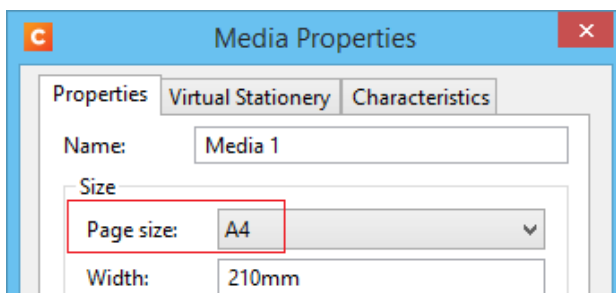 C Media Properties
Properties Virtual Stationery Characteristics
Name: Media 1
Size
Page size: A4
Width: 210mm